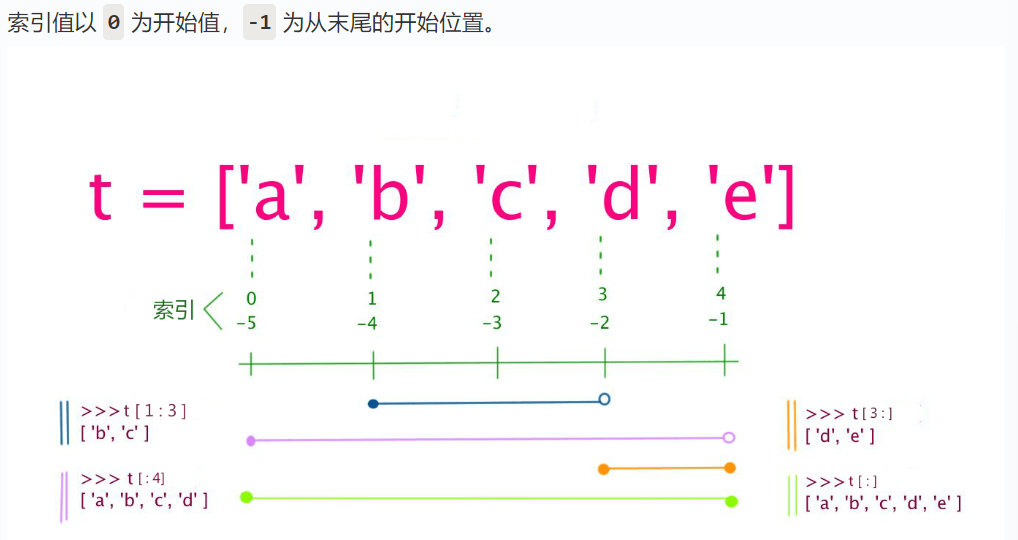 索引值以 0 为开始值，-1 为从末尾的开始位置。
t = ['a', 'b', 'c', 'd', 'e']
索引
0 1 2 3 4
-5 -4 -3 -2 -1
>>>t[1:3]
['b', 'c']
>>> t[:4]
['a', 'b', 'c', 'd']
>>> t[3:]
['d', 'e']
>>>t[:]
['a', 'b', 'c', 'd', 'e']